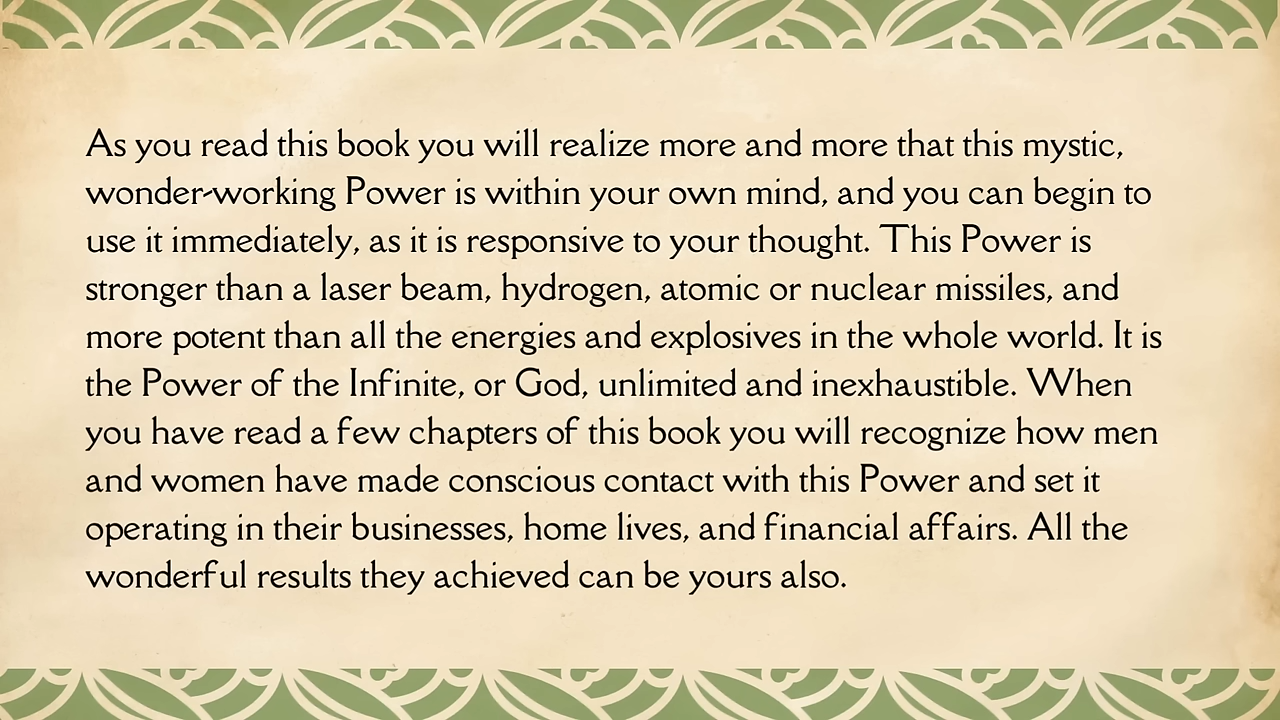 As you read this book you will realize more and more that this mystic,
wonder-working Power is within your own mind, and you can begin to
use it immediately, as it is responsive to your thought. This Power is
stronger than a laser beam, hydrogen, atomic or nuclear missiles, and
more potent than all the energies and explosives in the whole world. It is
the Power of the Infinite, or God, unlimited and inexhaustible. When
you have read a few chapters of this book you will recognize how men
and women have made conscious contact with this Power and set it
operating in their businesses, home lives, and financial affairs. All the
wonderful results they achieved can be yours also.